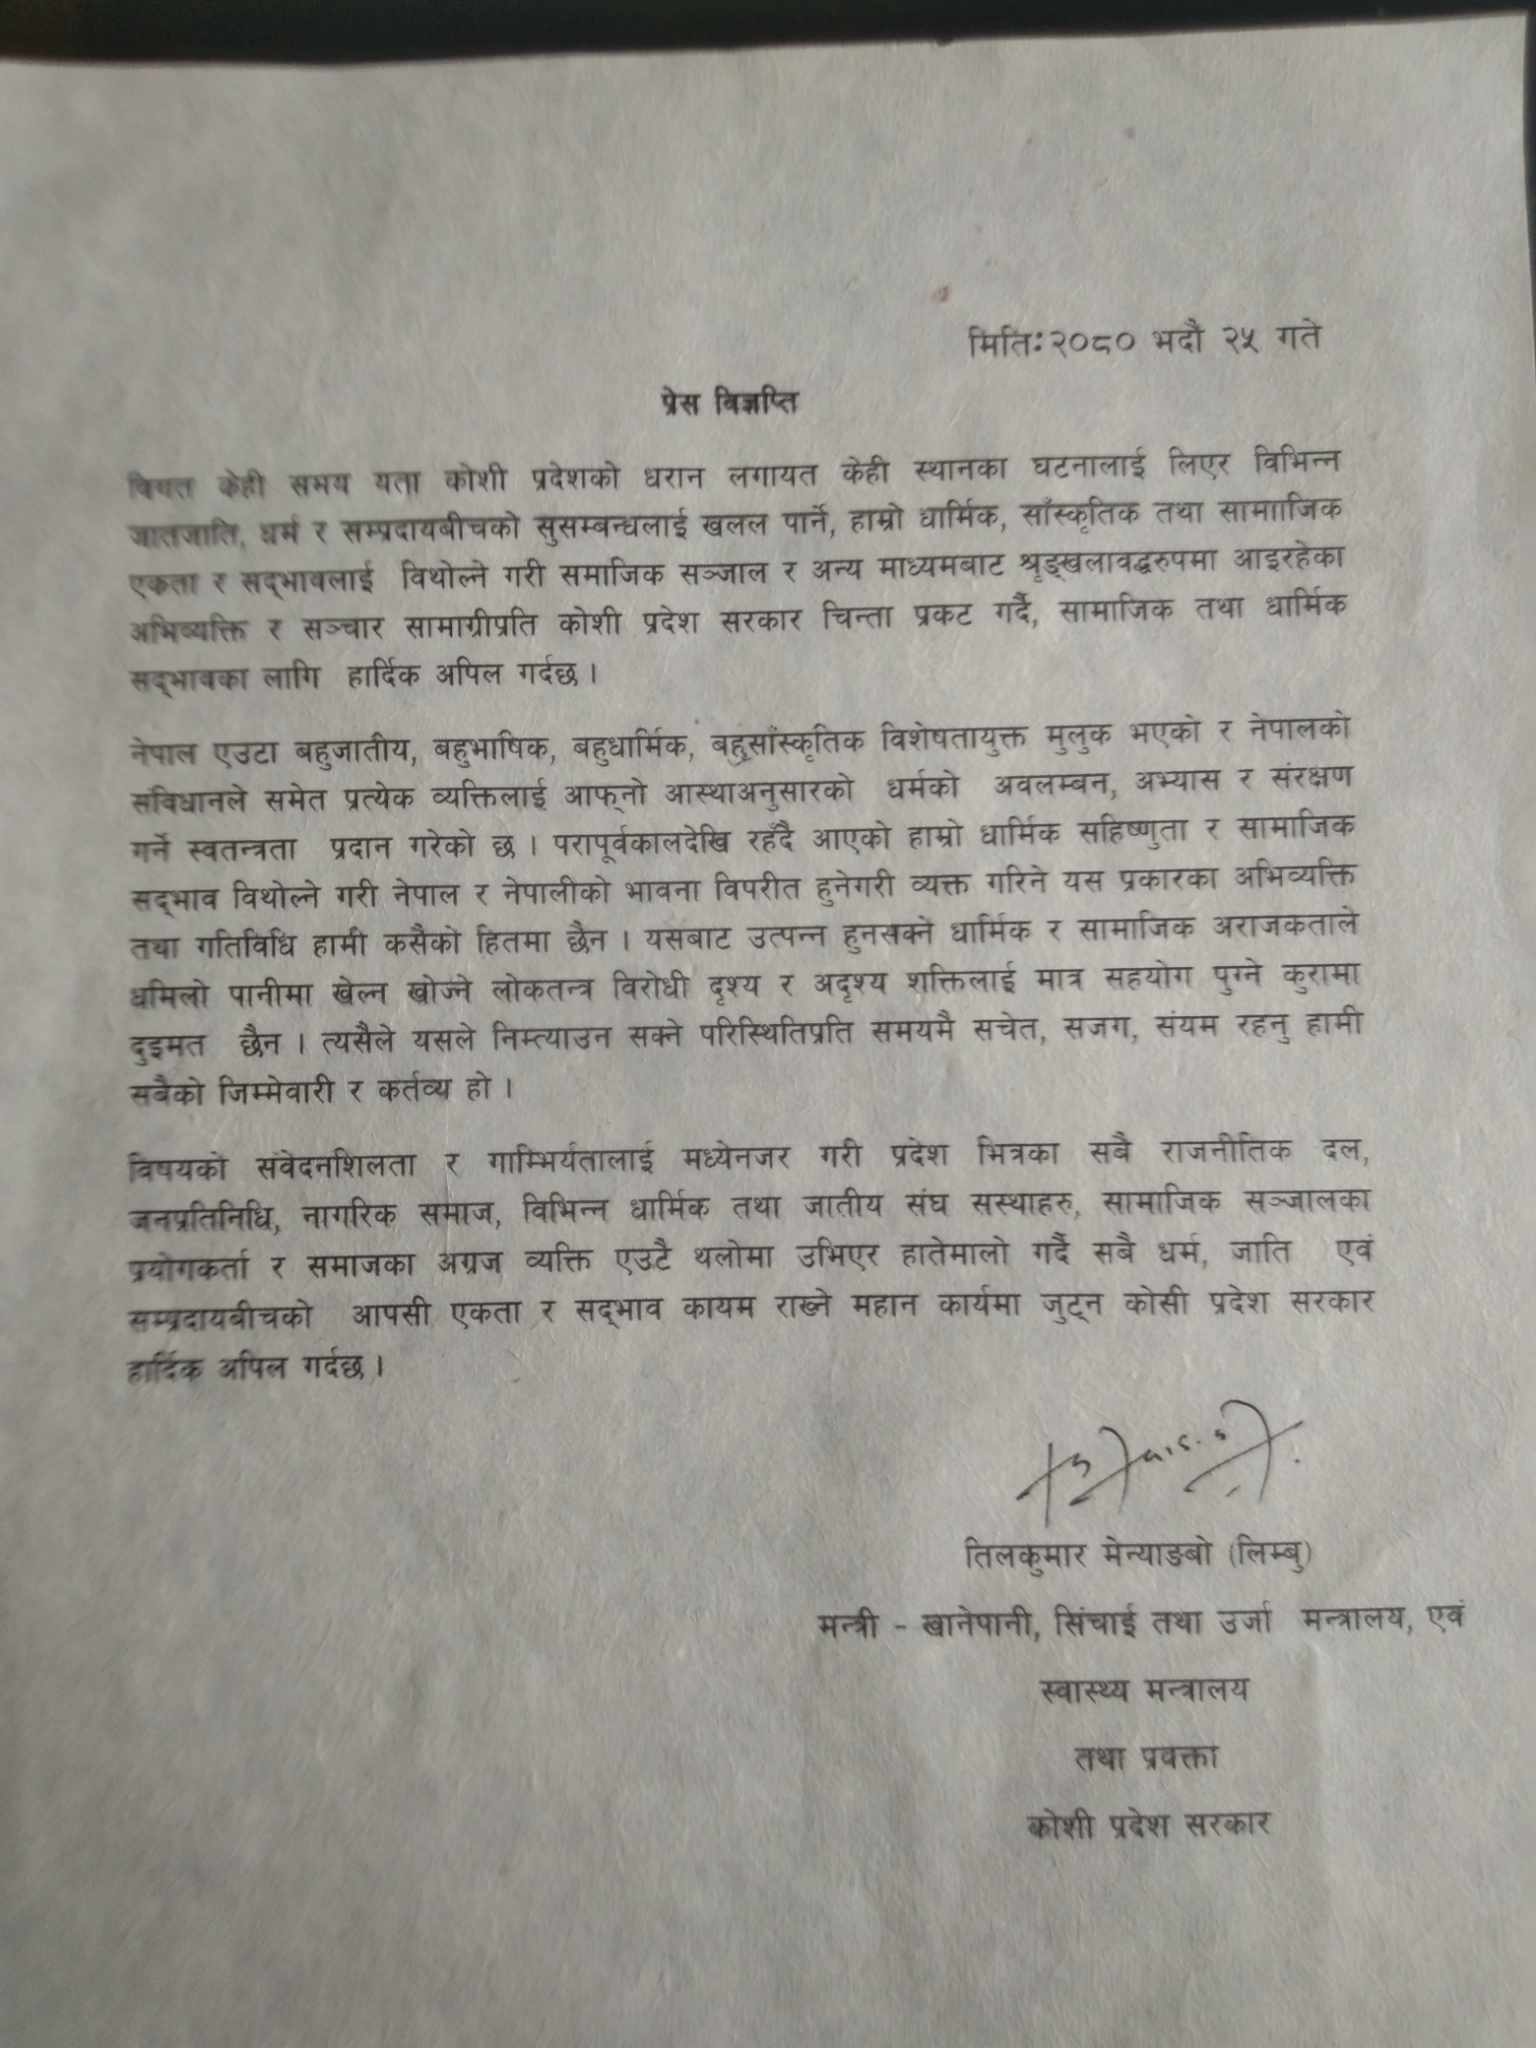 मितिः२०८० भदौ २५ गते
प्रेस विज्ञप्ति
विगत केही समय यता कोशी प्रदेशको धरान लगायत केही स्थानका घटनालाई लिएर विभिन्न
जातजाति, धर्म र सम्प्रदायबीचको सुसम्बन्धलाई खलल पार्ने, हाम्रो धार्मिक, साँस्कृतिक तथा सामााजिक
एकता र सद्‌भावलाई विथोल्ने गरी समाजिक सञ्जाल र अन्य माध्यमबाट श्रृङ्खलावद्धरुपमा आइरहेका
अभिव्यक्ति र सञ्चार सामाग्रीप्रति कोशी प्रदेश सरकार चिन्ता प्रकट गर्दै, सामाजिक तथा धार्मिक
सद्‌भावका लागि हार्दिक अपिल गर्दछ ।
नेपाल एउटा बहुजातीय, बहुभाषिक, बहुधार्मिक, बहुसाँस्कृतिक विशेषतायुक्त मुलुक भएको र नेपालको
संविधानले समेत प्रत्येक व्यक्तिलाई आफ्‌नो आस्थाअनुसारको धर्मको अवलम्बन, अभ्यास र संरक्षण
गर्ने स्वतन्त्रता प्रदान गरेको छ । परापूर्वकालदेखि रहँदै आएको हाम्रो धार्मिक सहिष्णुता र सामाजिक
सद्‌भाव विथोल्ने गरी नेपाल र नेपालीको भावना विपरीत हुनेगरी व्यक्त गरिने यस प्रकारका अभिव्यक्ति
तथा गतिविधि हामी कसैको हितमा छैन । यसबाट उत्पन्न हुनसक्ने धार्मिक र सामाजिक अराजकताले
धमिलो पानीमा खेल्न खोज्ने लोकतन्त्र विरोधी दृश्य र अदृश्य शक्तिलाई मात्र सहयोग पुग्ने कुरामा
दुइमत छैन । त्यसैले यसले निम्त्याउन सक्ने परिस्थितिप्रति समयमै सचेत, सजग, संयम रहनु हामी
सबैको जिम्मेवारी र कर्तव्य हो ।
विषयको संवेदनशिलता र गाम्भिर्यतालाई मध्येनजर गरी प्रदेश भित्रका सबै राजनीतिक दल,
जनप्रतिनिधि, नागरिक समाज, विभिन्न धार्मिक तथा जातीय संघ सस्थाहरु, सामाजिक सञ्जालका
प्रयोगकर्ता र समाजका अग्रज व्यक्ति एउटै थलोमा उभिएर हातेमालो गर्दै सबै धर्म, जाति एवं
सम्प्रदायबीचको आपसी एकता र सद्‌भाव कायम राख्ने महान कार्यमा जुट्न कोसी प्रदेश सरकार
हार्दिक अपिल गर्दछ ।
तिलकुमार मेन्याङबो (लिम्बु)
मन्त्री - खानेपानी, सिंचाई तथा उर्जा मन्त्रालय, एवं
स्वास्थ्य मन्त्रालय
तथा प्रवक्ता
कोशी प्रदेश सरकार